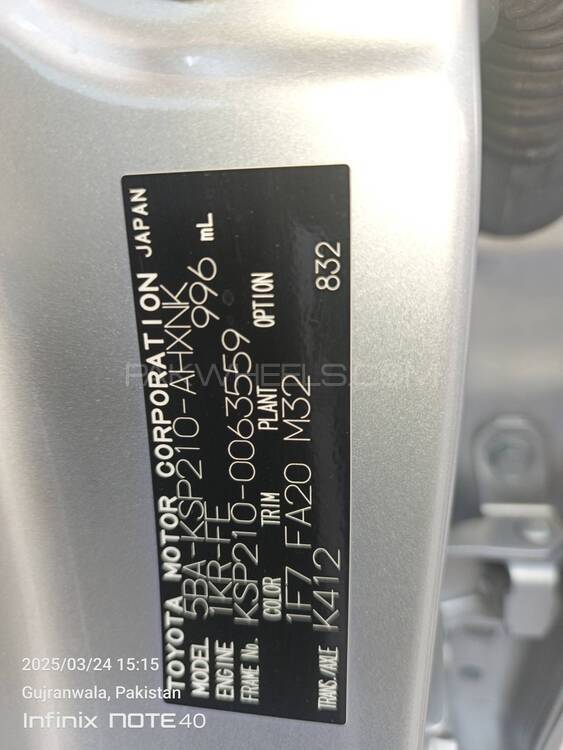 TOYOTA MOTOR CORPORATION JAPAN
MODEL 5BA-KSP210-AHXNK
ENGINE 1KR-FE 996 mL
FRAME No. KSP210-0063559
COLOR TRIM PLANT OPTION
1F7 FA20 M32 832
TRANS./AXLE K412
PAKWHEELS.COM
2025/03/24 15:15
Gujranwala, Pakistan
Infinix NOTE 40